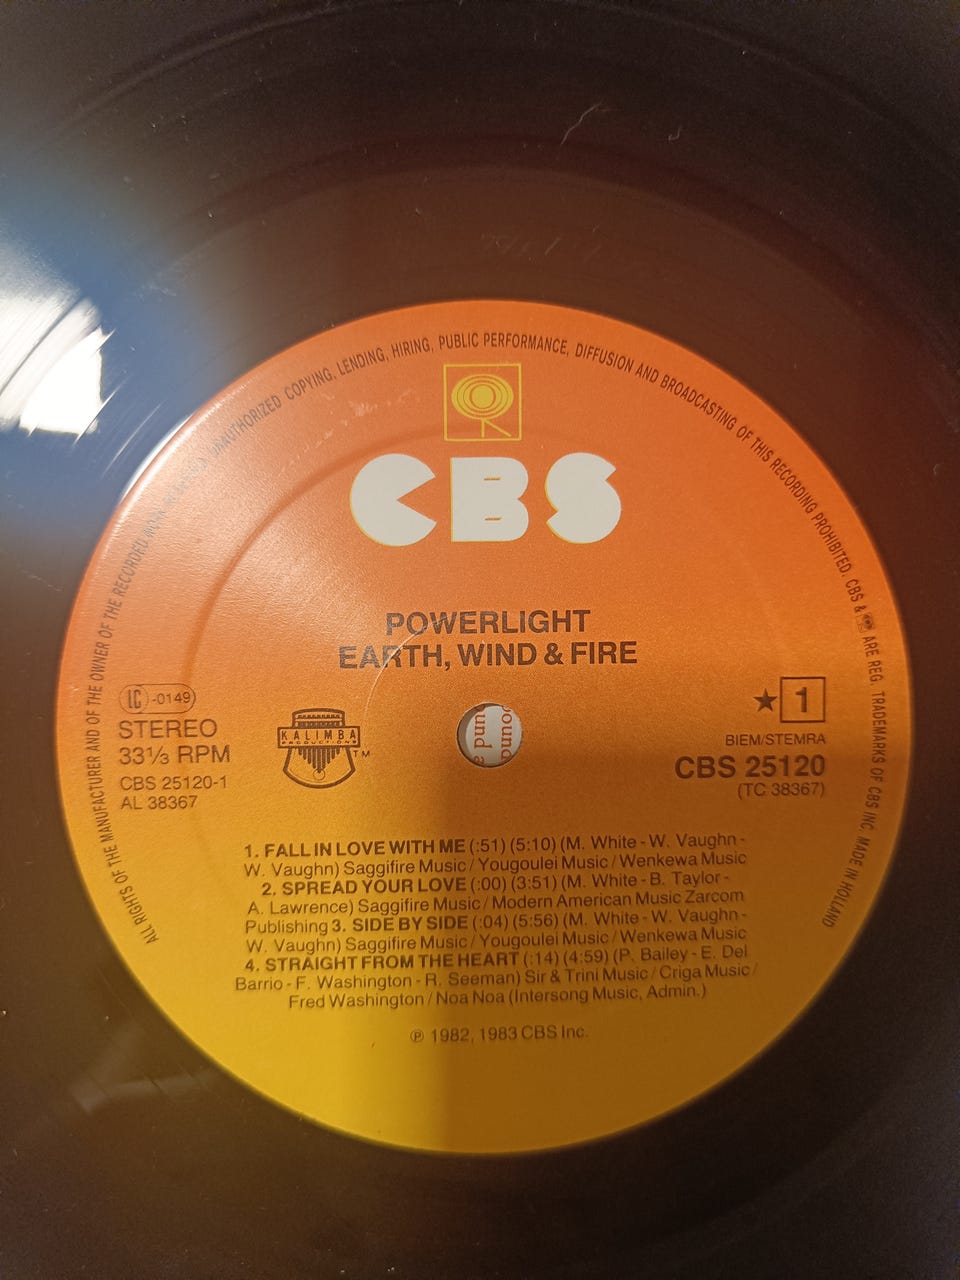 ALL RIGHTS OF THE MANUFACTURER AND OF THE OWNER OF THE RECORDED UNAUTHORIZED COPYING, LENDING, HIRING, PUBLIC PERFORMANCE, DIFFUSION AND BROADCASTING OF THIS RECORDING PROHIBITED. CBS & ARE REG. TRADEMARKS OF CBS INC. MADE IN HOLLAND
CBS
POWERLIGHT
EARTH, WIND & FIRE
LC-0149
STEREO
33⅓ RPM
CBS 25120-1
AL 38367
KALIMBA
PRODUCTIONS
TM
★ 1
BIEM/STEMRA
CBS 25120
(TC 38367)
1. FALL IN LOVE WITH ME (:51) (5:10) (M. White - W. Vaughn -
W. Vaughn) Saggifire Music / Yougoulei Music / Wenkewa Music
2. SPREAD YOUR LOVE (:00) (3:51) (M. White - B. Taylor -
A. Lawrence) Saggifire Music / Modern American Music Zarcom
Publishing 3. SIDE BY SIDE (:04) (5:56) (M. White - W. Vaughn -
W. Vaughn) Saggifire Music / Yougoulei Music / Wenkewa Music
4. STRAIGHT FROM THE HEART (:14) (4:59) (P. Bailey - E. Del
Barrio - F. Washington - R. Seeman) Sir & Trini Music / Criga Music /
Fred Washington / Noa Noa (Intersong Music, Admin.)
℗ 1982, 1983 CBS Inc.